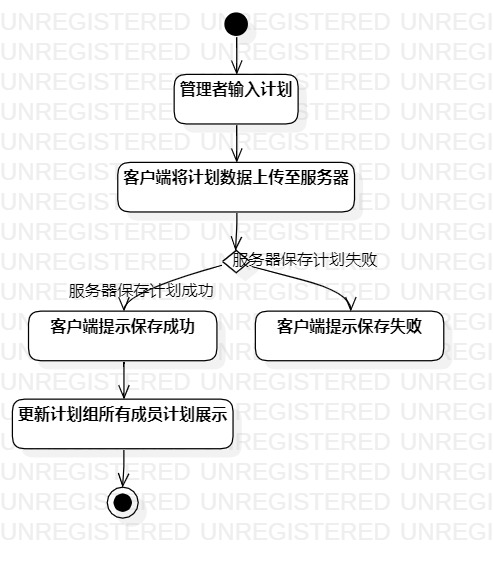 UNREGISTERED UNREGISTERED UNREGISTERED
管理者输入计划
客户端将计划数据上传至服务器
服务器保存计划失败
服务器保存计划成功
客户端提示保存成功
客户端提示保存失败
更新计划组所有成员计划展示